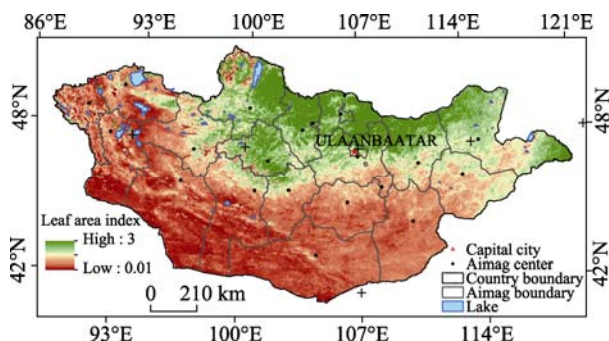 86°E 93°E 100°E 107°E 114°E 121°E
48°N 48°N
ULAANBAATAR
Leaf area index
High : 3
Low : 0.01
Capital city
Aimag center
Country boundary
Aimag boundary
Lake
42°N 42°N
0 210 km
93°E 100°E 107°E 114°E